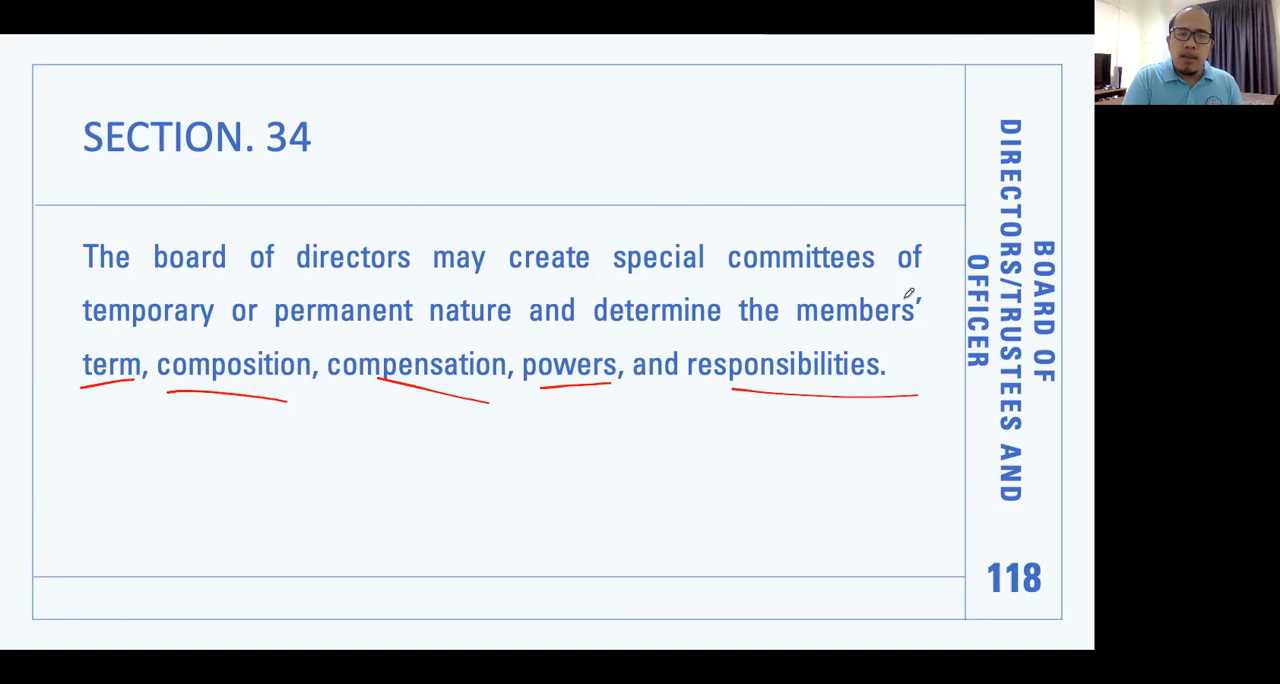 SECTION. 34
The board of directors may create special committees of
temporary or permanent nature and determine the members’
term, composition, compensation, powers, and responsibilities.
BOARD OF
DIRECTORS/TRUSTEES AND
OFFICER
118